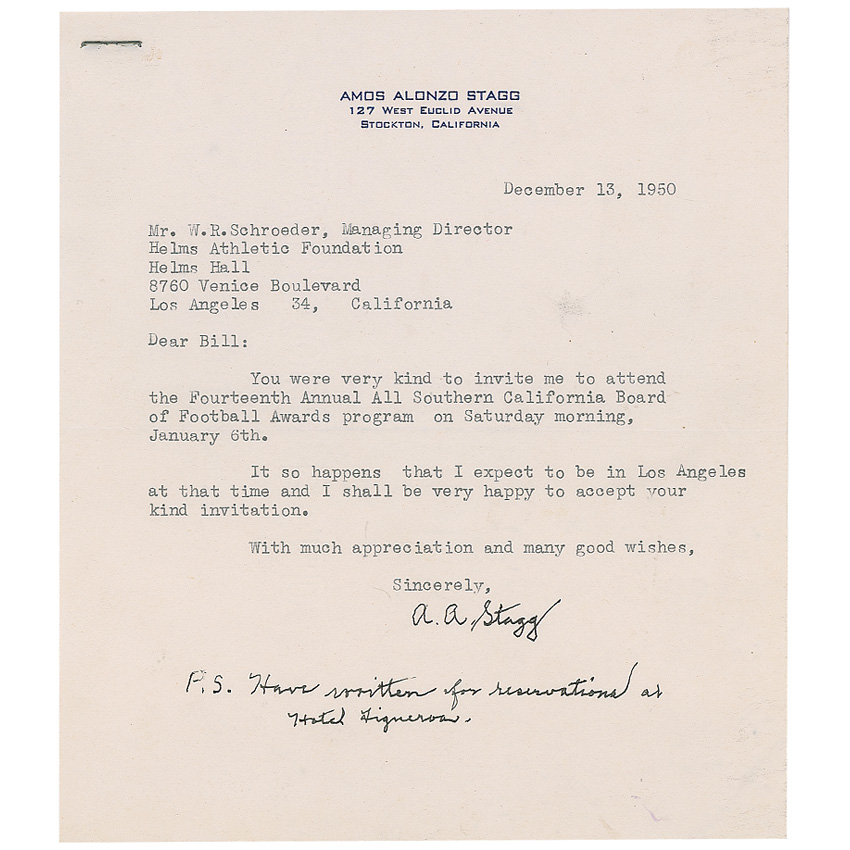 AMOS ALONZO STAGG
127 WEST EUCLID AVENUE
STOCKTON, CALIFORNIA
December 13, 1950
Mr. W.R.Schroeder, Managing Director
Helms Athletic Foundation
Helms Hall
8760 Venice Boulevard
Los Angeles 34, California
Dear Bill:
You were very kind to invite me to attend
the Fourteenth Annual All Southern California Board
of Football Awards program on Saturday morning,
January 6th.
It so happens that I expect to be in Los Angeles
at that time and I shall be very happy to accept your
kind invitation.
With much appreciation and many good wishes,
Sincerely,
A. A. Stagg
P.S. Have written for reservations at
Hotel Figueroa.